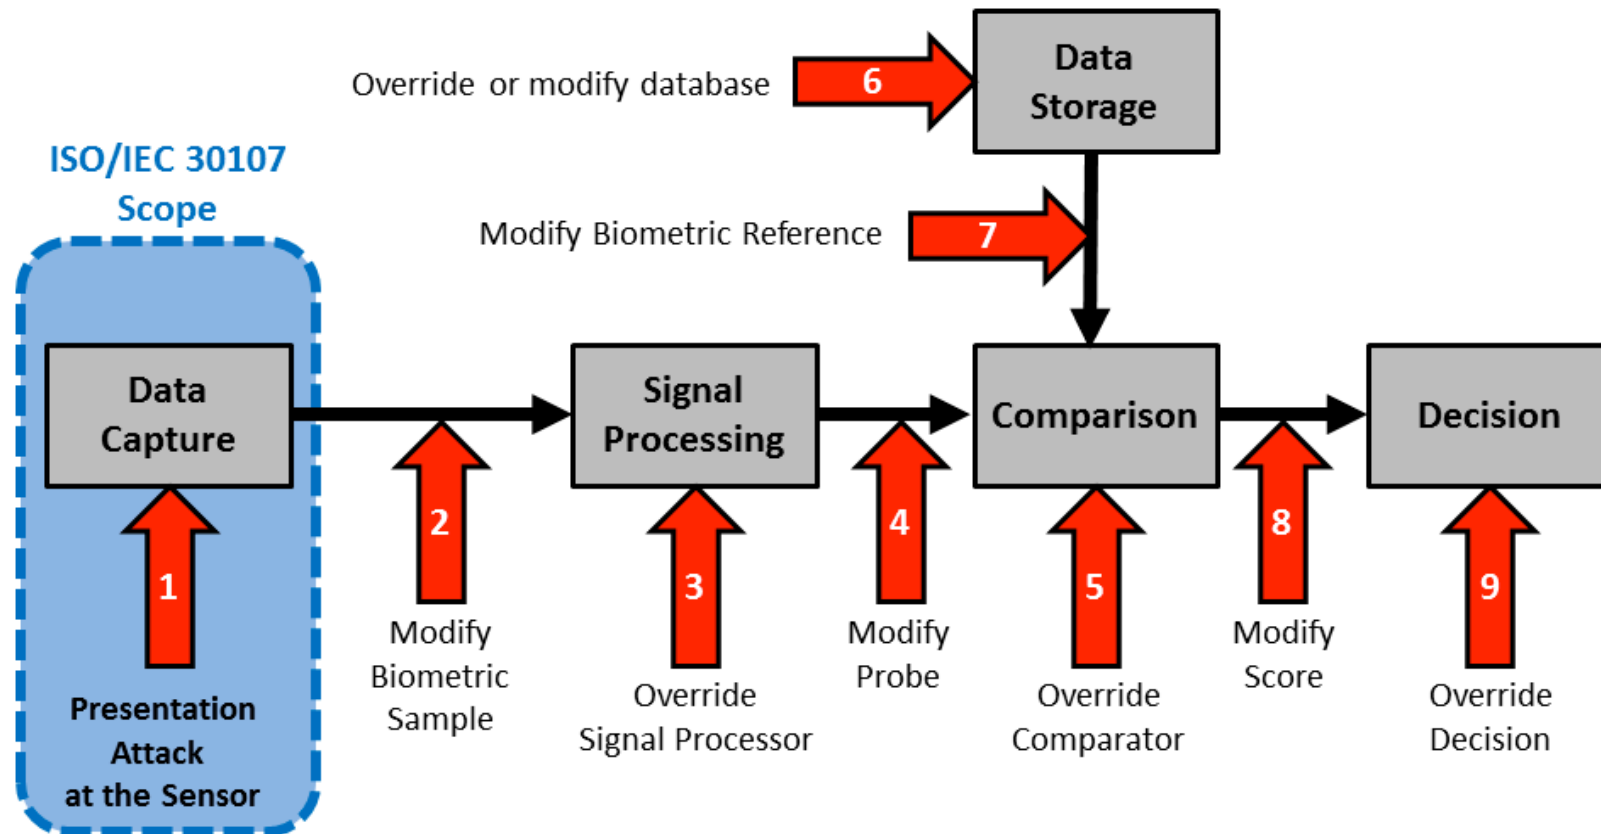 Override or modify database
6
Data
Storage
ISO/IEC 30107
Scope
Modify Biometric Reference
7
Data
Capture
Signal
Processing
Comparison
Decision
1
2
3
4
5
8
9
Presentation
Attack
at the Sensor
Modify
Biometric
Sample
Override
Signal Processor
Modify
Probe
Override
Comparator
Modify
Score
Override
Decision